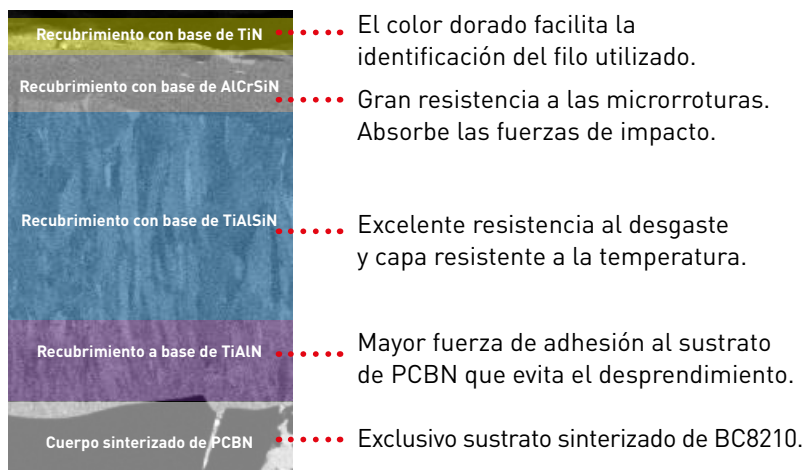 Recubrimiento con base de TiN
El color dorado facilita la
identificación del filo utilizado.
Recubrimiento con base de AlCrSiN
Gran resistencia a las microrroturas.
Absorbe las fuerzas de impacto.
Recubrimiento con base de TiAlSiN
Excelente resistencia al desgaste
y capa resistente a la temperatura.
Recubrimiento a base de TiAlN
Mayor fuerza de adhesión al sustrato
de PCBN que evita el desprendimiento.
Cuerpo sinterizado de PCBN
Exclusivo sustrato sinterizado de BC8210.